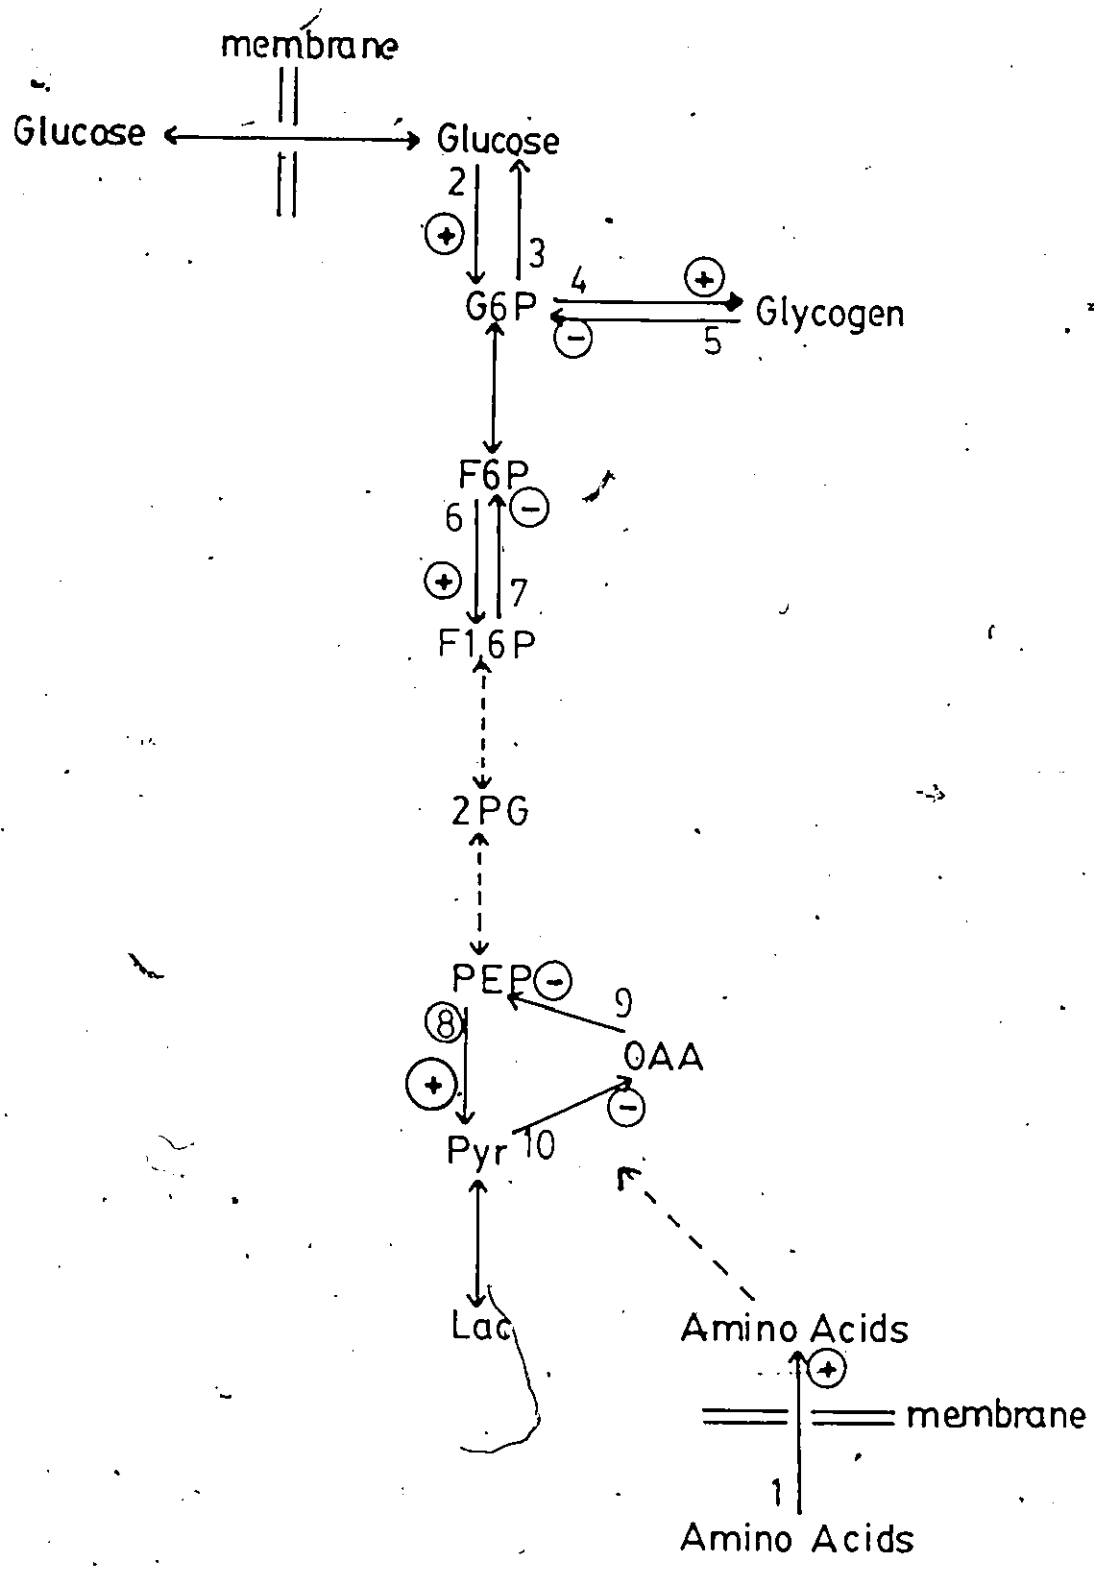 membrane
Glucose Glucose
2
+
3
4 +
G6P Glycogen
- 5
F6P
6 -
+
7
F1,6P
2PG
PEP -
9
8
OAA
+
-
Pyr 10
Lac Amino Acids
+
membrane
1
Amino Acids